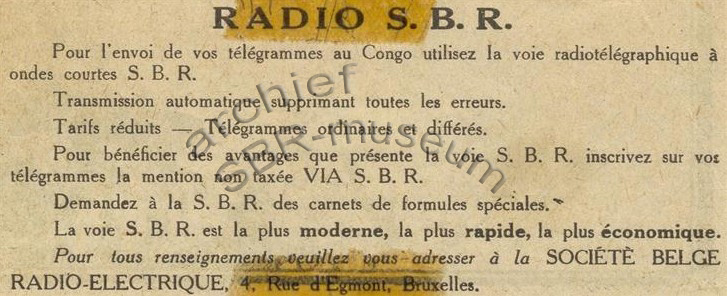 RADIO S. B. R.
Pour l'envoi de vos télégrammes au Congo utilisez la voie radiotélégraphique à
ondes courtes S. B. R.
Transmission automatique supprimant toutes les erreurs.
Tarifs réduits — Télégrammes ordinaires et différés.
Pour bénéficier des avantages que présente la voie S. B. R. inscrivez sur vos
télégrammes la mention non taxée VIA S. B. R.
Demandez à la S. B. R. des carnets de formules spéciales.
La voie S. B. R. est la plus moderne, la plus rapide, la plus économique.
Pour tous renseignements veuillez vous adresser à la SOCIÉTÈ BELGE
RADIO-ELECTRIQUE, 4, Rue d'Egmont, Bruxelles.
archief
SBR-museum